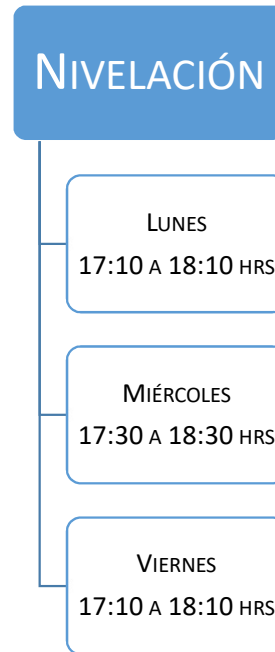 NIVELACIÓN
LUNES
17:10 A 18:10 HRS
MIÉRCOLES
17:30 A 18:30 HRS
VIERNES
17:10 A 18:10 HRS